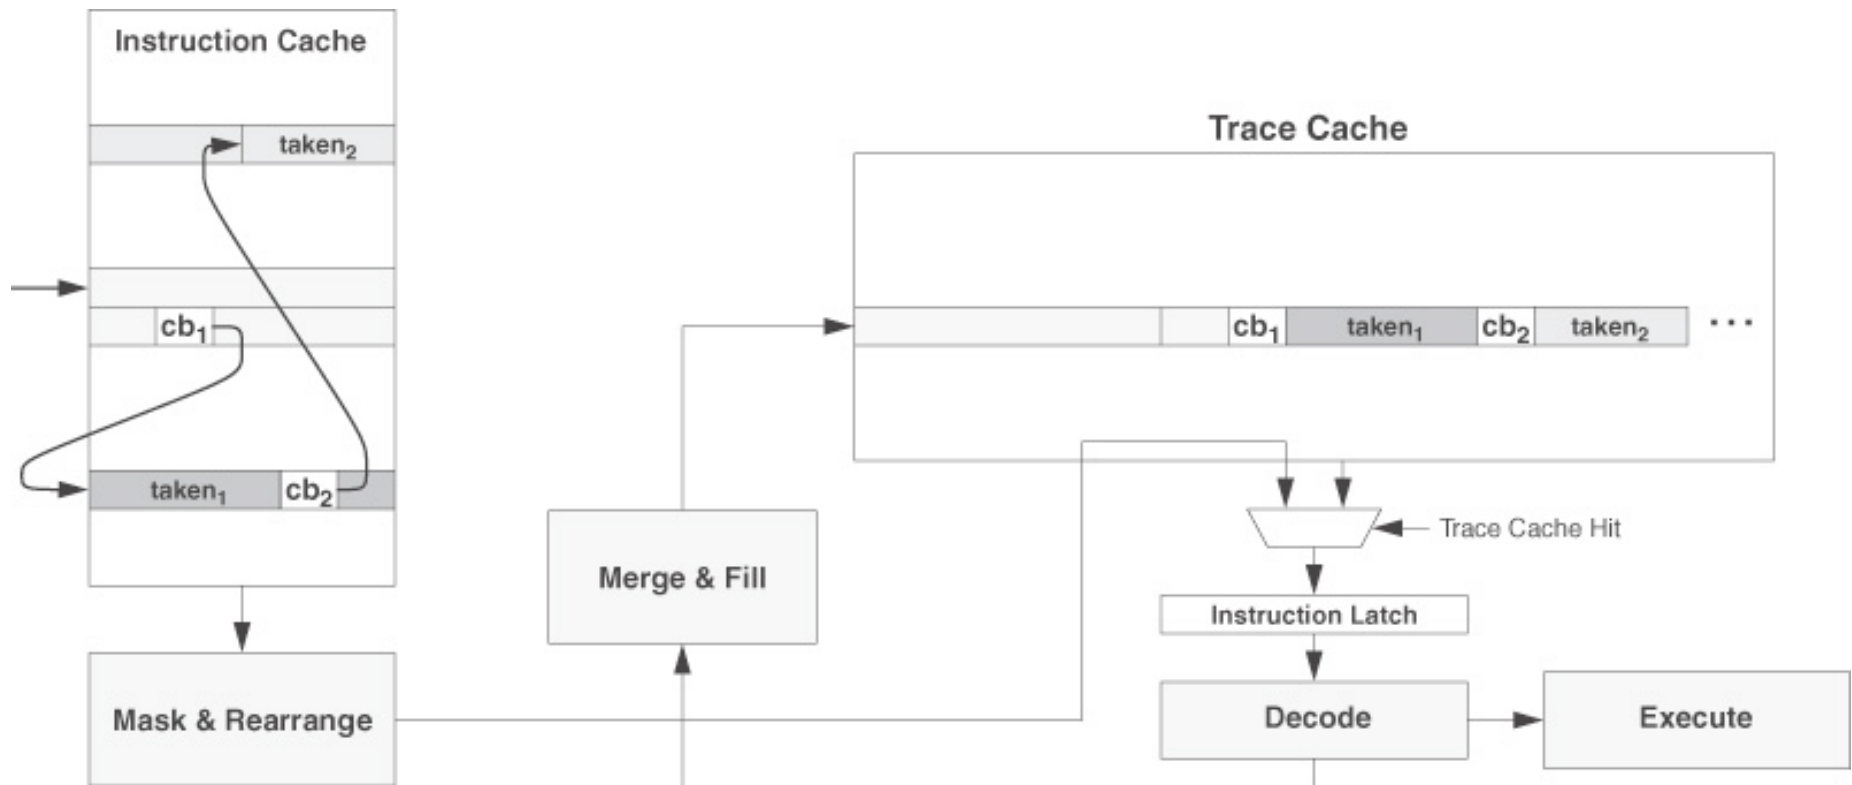 Instruction Cache
taken₂
cb₁
taken₁ cb₂
Mask & Rearrange
Merge & Fill
Trace Cache
cb₁ taken₁ cb₂ taken₂ ...
Trace Cache Hit
Instruction Latch
Decode
Execute